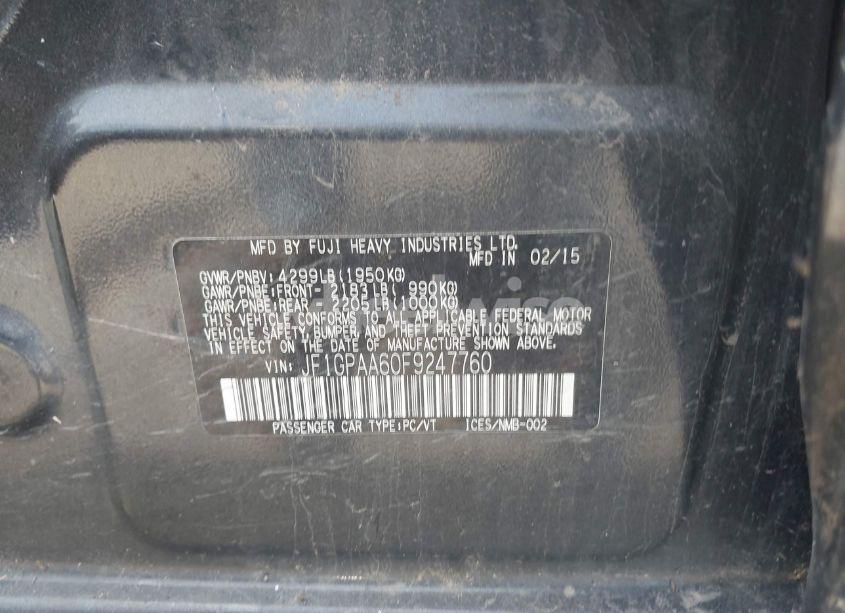 MFD BY FUJI HEAVY INDUSTRIES LTD.
MFD IN 02/15
GVWR/PNBV: 4299LB(1950KG)
GAWR/PNBE:FRONT- 2183LB( 990KG)
GAWR/PNBE:REAR 2205LB(1000KG)
THIS VEHICLE CONFORMS TO ALL APPLICABLE FEDERAL MOTOR
VEHICLE SAFETY, BUMPER, AND THEFT PREVENTION STANDARDS
IN EFFECT ON THE DATE OF MANUFACTURE SHOWN ABOVE.
VIN: JF1GPAA60F9247760
PASSENGER CAR TYPE:PC/VT ICES/NMB-002